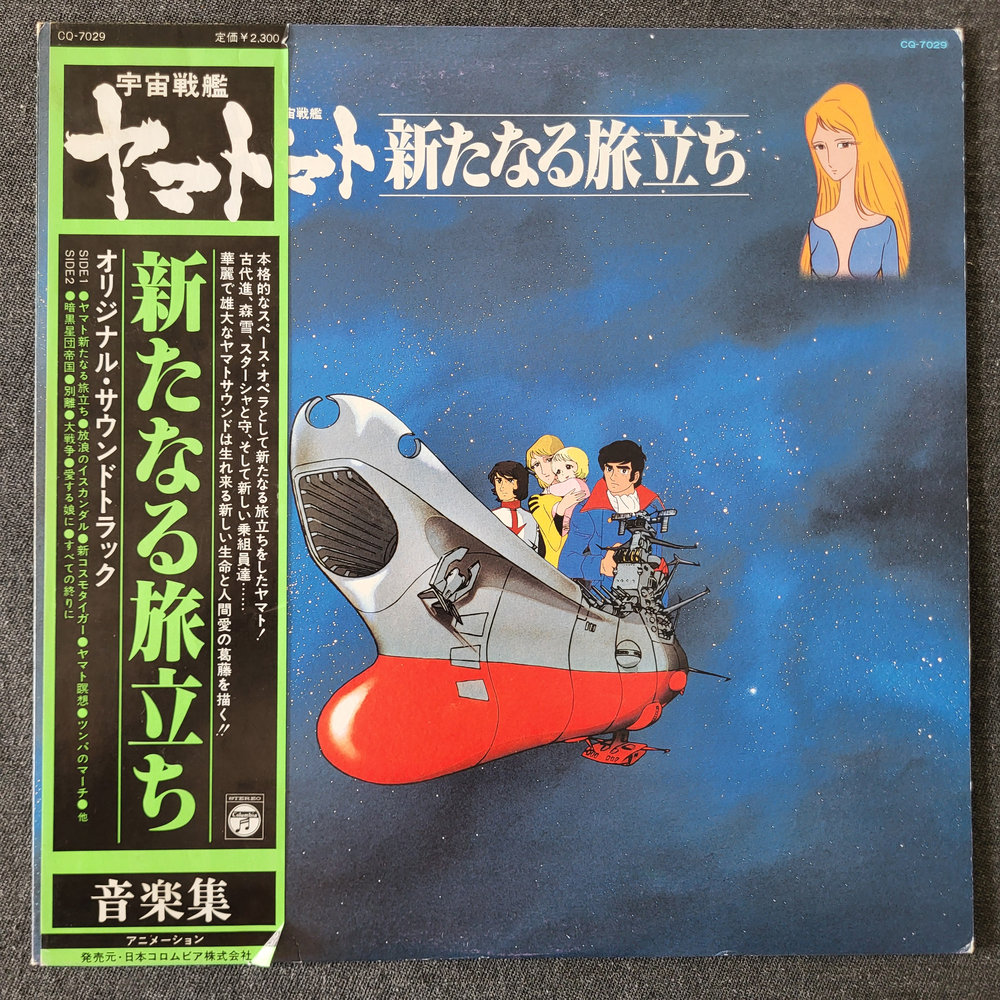 CQ-7029
定価¥2,300
宇宙戦艦
ヤマト
本格的なスペース・オペラとして新たなる旅立ちをしたヤマト!
古代進、森雪、スターシャと守、そして新しい乗組員達……
華麗で雄大なヤマトサウンドは生れ来る新しい生命と人間愛の葛藤を描く!!
新たなる旅立ち
オリジナル・サウンドトラック
SIDE1 ●ヤマト新たなる旅立ち●放浪のイスカンダル●新コスモタイガー●ヤマト瞑想●ツンパのマーチ●他
SIDE2 ●暗黒星団帝国●別離●大戦争●愛する娘に●すべての終りに
STEREO
Columbia
音楽集
アニメーション
発売元・日本コロムビア株式会社
CQ-7029
宙戦艦
マト
新たなる旅立ち